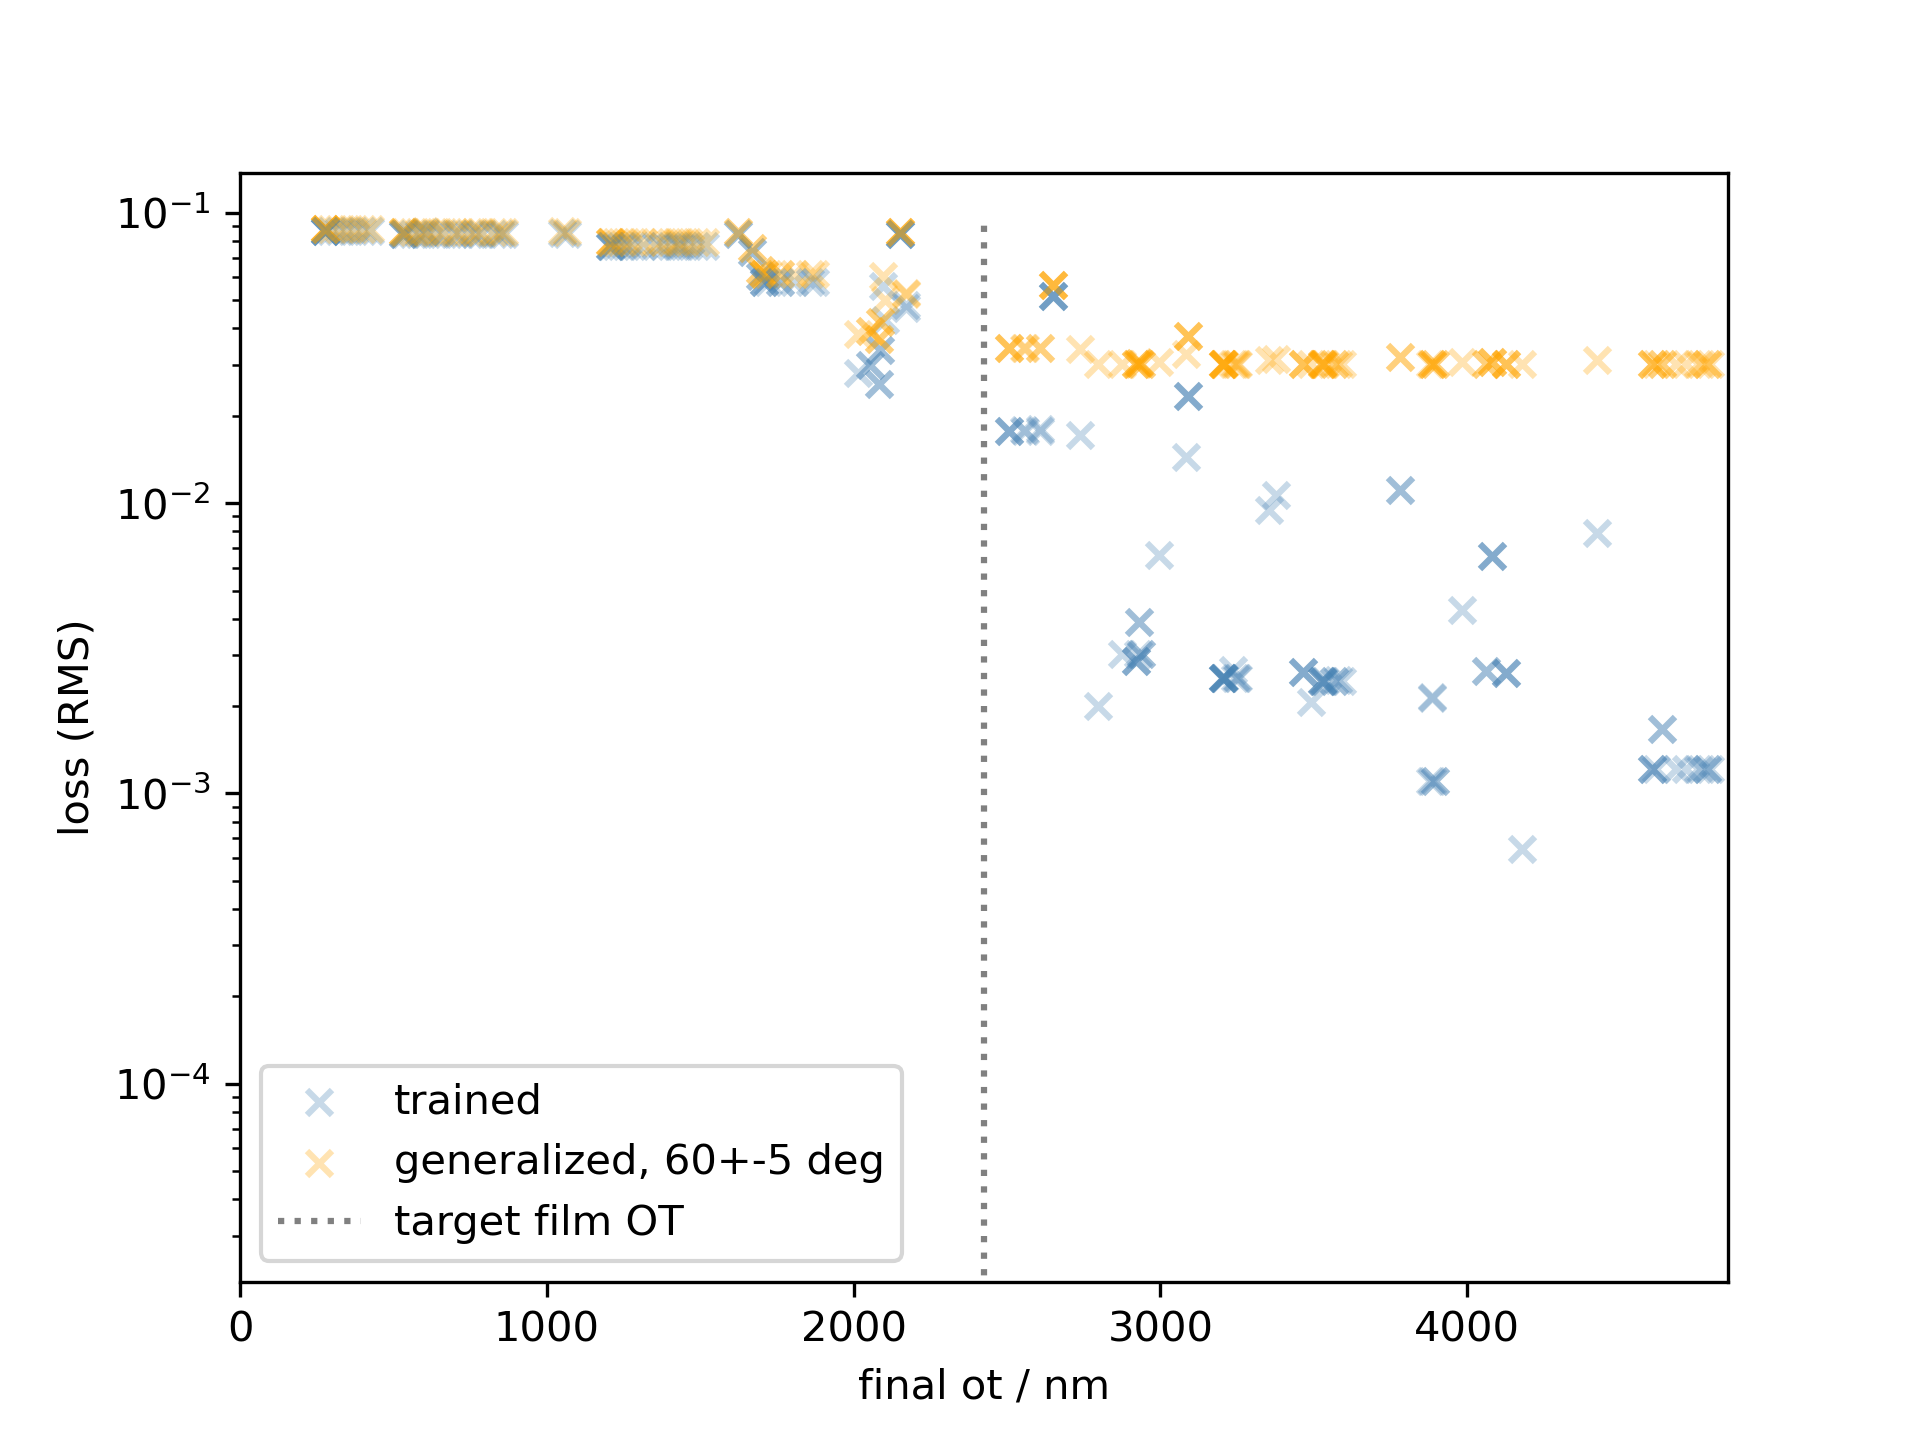 10⁻¹
10⁻²
10⁻³
10⁻⁴
loss (RMS)
trained
generalized, 60+-5 deg
target film OT
0 1000 2000 3000 4000
final ot / nm